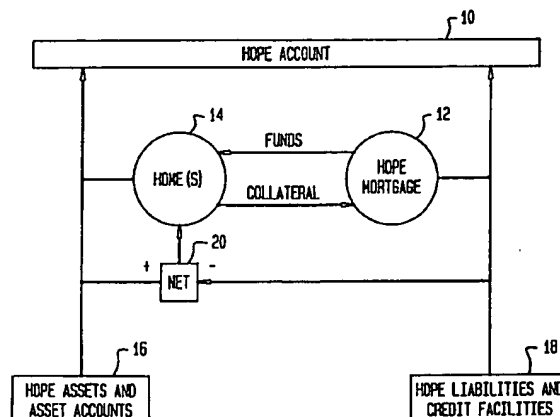 10
HOPE ACCOUNT
14
12
FUNDS
HOME(S)
HOPE
MORTGAGE
COLLATERAL
20
+
NET
-
16
18
HOPE ASSETS AND
ASSET ACCOUNTS
HOPE LIABILITIES AND
CREDIT FACILITIES